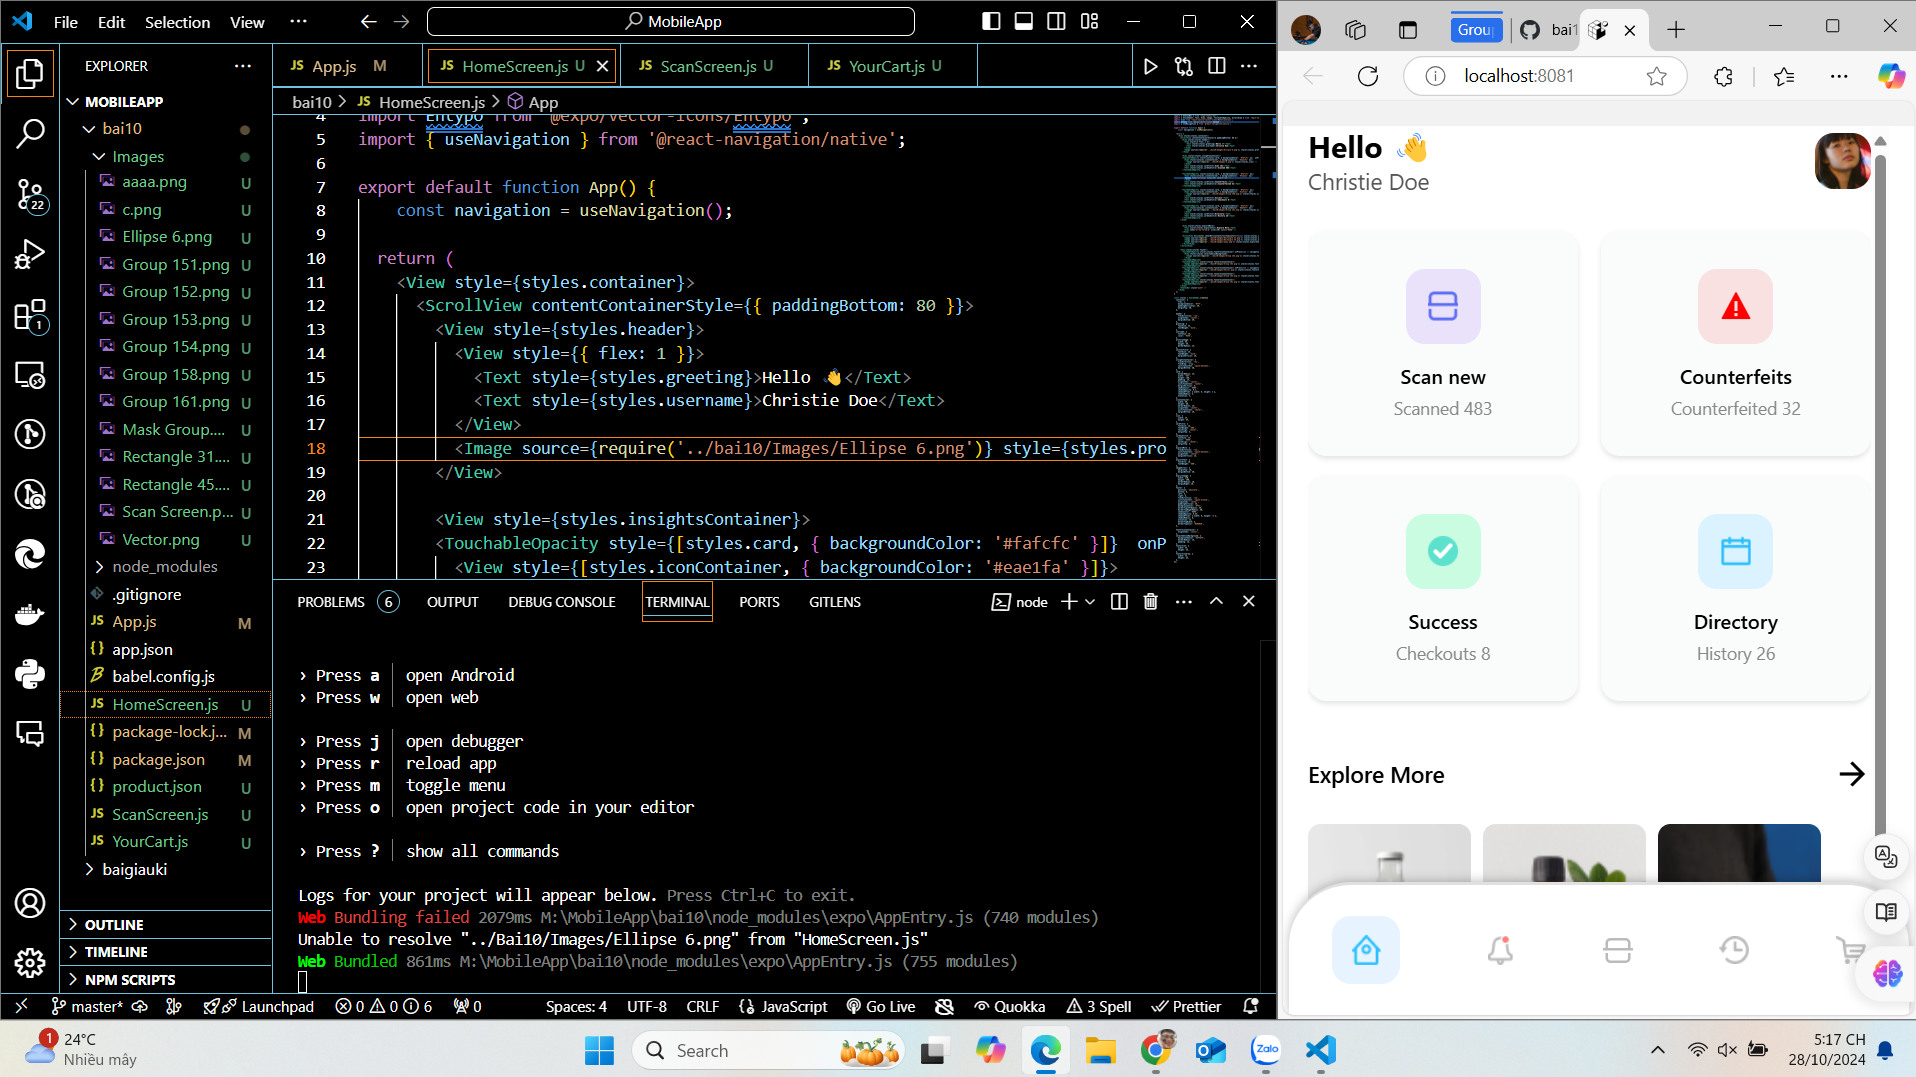 File Edit Selection View ··· MobileApp
EXPLORER
MOBILEAPP
bai10
Images
aaaa.png U
c.png U
Ellipse 6.png U
Group 151.png U
Group 152.png U
Group 153.png U
Group 154.png U
Group 158.png U
Group 161.png U
Mask Group.... U
Rectangle 31.... U
Rectangle 45.... U
Scan Screen.p... U
Vector.png U
node_modules
.gitignore
JS App.js M
{} app.json
babel.config.js
JS HomeScreen.js U
{} package-lock.j... M
{} package.json M
{} product.json U
JS ScanScreen.js U
JS YourCart.js U
baigiauki
OUTLINE
TIMELINE
NPM SCRIPTS
22
1
JS App.js M JS HomeScreen.js U JS ScanScreen.js U JS YourCart.js U
bai10 > JS HomeScreen.js > App
4 import Entypo from '@expo/vector-icons/Entypo';
5 import { useNavigation } from '@react-navigation/native';
6
7 export default function App() {
8 const navigation = useNavigation();
9
10 return (
11 <View style={styles.container}>
12 <ScrollView contentContainerStyle={{ paddingBottom: 80 }}>
13 <View style={styles.header}>
14 <View style={{ flex: 1 }}>
15 <Text style={styles.greeting}>Hello 👋</Text>
16 <Text style={styles.username}>Christie Doe</Text>
17 </View>
18 <Image source={require('../bai10/Images/Ellipse 6.png')} style={styles.pro
19 </View>
20
21 <View style={styles.insightsContainer}>
22 <TouchableOpacity style={[styles.card, { backgroundColor: '#fafcfc' }]} onP
23 <View style={[styles.iconContainer, { backgroundColor: '#eae1fa' }]}>
PROBLEMS 6 OUTPUT DEBUG CONSOLE TERMINAL PORTS GITLENS node
› Press a │ open Android
› Press w │ open web
› Press j │ open debugger
› Press r │ reload app
› Press m │ toggle menu
› Press o │ open project code in your editor
› Press ? │ show all commands
Logs for your project will appear below. Press Ctrl+C to exit.
Web Bundling failed 2079ms M:\MobileApp\bai10\node_modules\expo\AppEntry.js (740 modules)
Unable to resolve "../Bai10/Images/Ellipse 6.png" from "HomeScreen.js"
Web Bundled 861ms M:\MobileApp\bai10\node_modules\expo\AppEntry.js (755 modules)
master* Launchpad 0 0 6 0 Spaces: 4 UTF-8 CRLF {} JavaScript Go Live Quokka 3 Spell Prettier
Grou bai1
localhost:8081
Hello 👋
Christie Doe
Scan new
Scanned 483
Counterfeits
Counterfeited 32
Success
Checkouts 8
Directory
History 26
Explore More
1
24°C
Nhiều mây
Search
Zalo
5:17 CH
28/10/2024